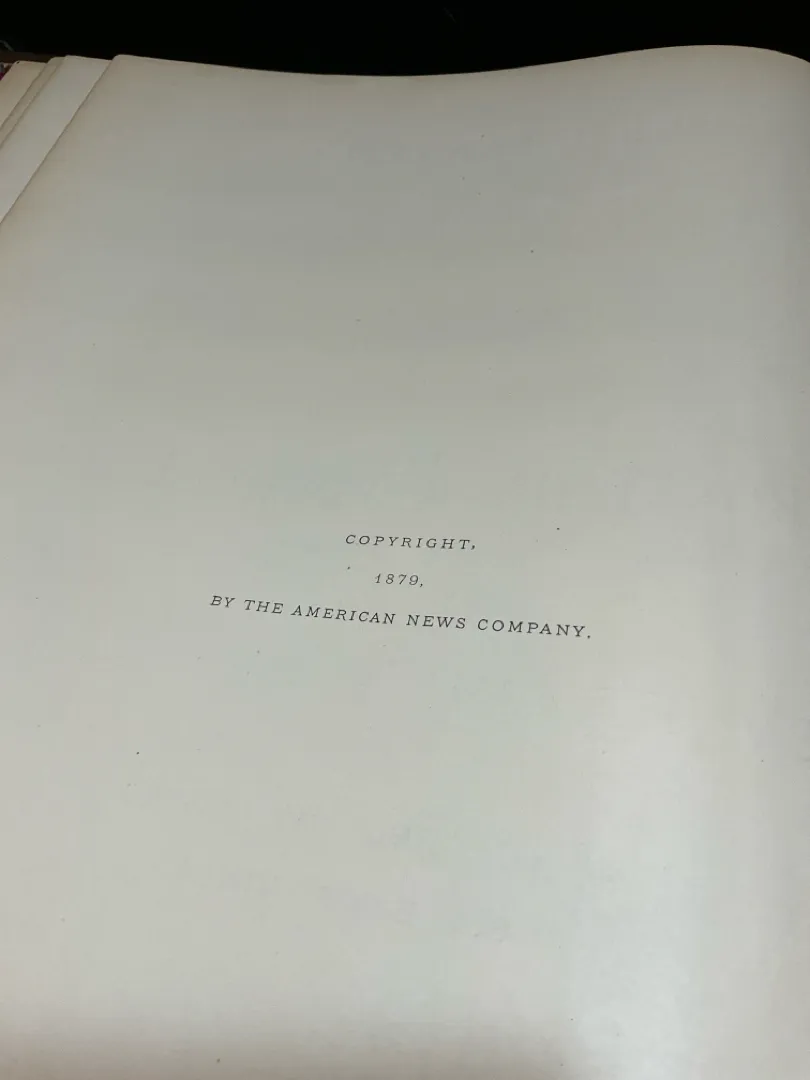 COPYRIGHT,
1879,
BY THE AMERICAN NEWS COMPANY.